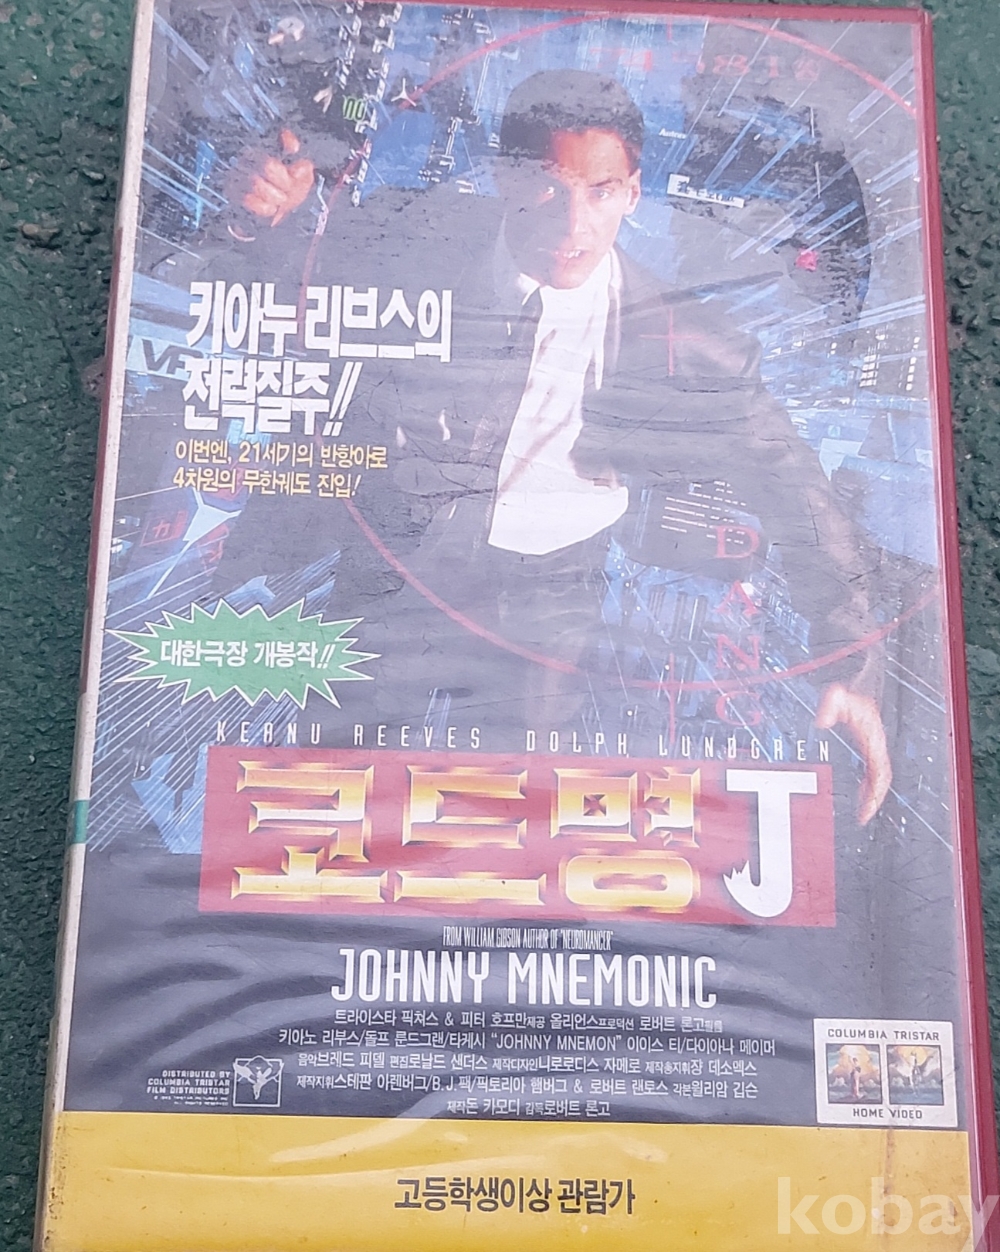 키아누 리브스의
전력질주!!
이번엔, 21세기의 반항아로
4차원의 무한궤도 진입!
D
A
N
G
대한극장 개봉작!!
KEANU REEVES DOLPH LUNDGREN
코드명 J
FROM WILLIAM GIBSON AUTHOR OF "NEUROMANCER"
JOHNNY MNEMONIC
트라이스타 픽쳐스 & 피터 호프만제공 올리언스프로덕션 로버트 론고필름
키아노 리부스/돌프 룬드그랜/타케시 "JOHNNY MNEMON" 아이스 티/다이아나 메이머
음악브레드 피델 편집로날드 샌더스 제작디자인니로로디스 자메로 제작총지휘장 데소멕스
제작지휘스테판 아렌버그/B.J. 팩/픽토리아 햄버그 & 로버트 랜토스 각본윌리암 깁슨
제작돈 카모디 감독로버트 론고
DISTRIBUTED BY
COLUMBIA TRISTAR
FILM DISTRIBUTORS
COLUMBIA TRISTAR
HOME VIDEO
고등학생이상 관람가
kobay